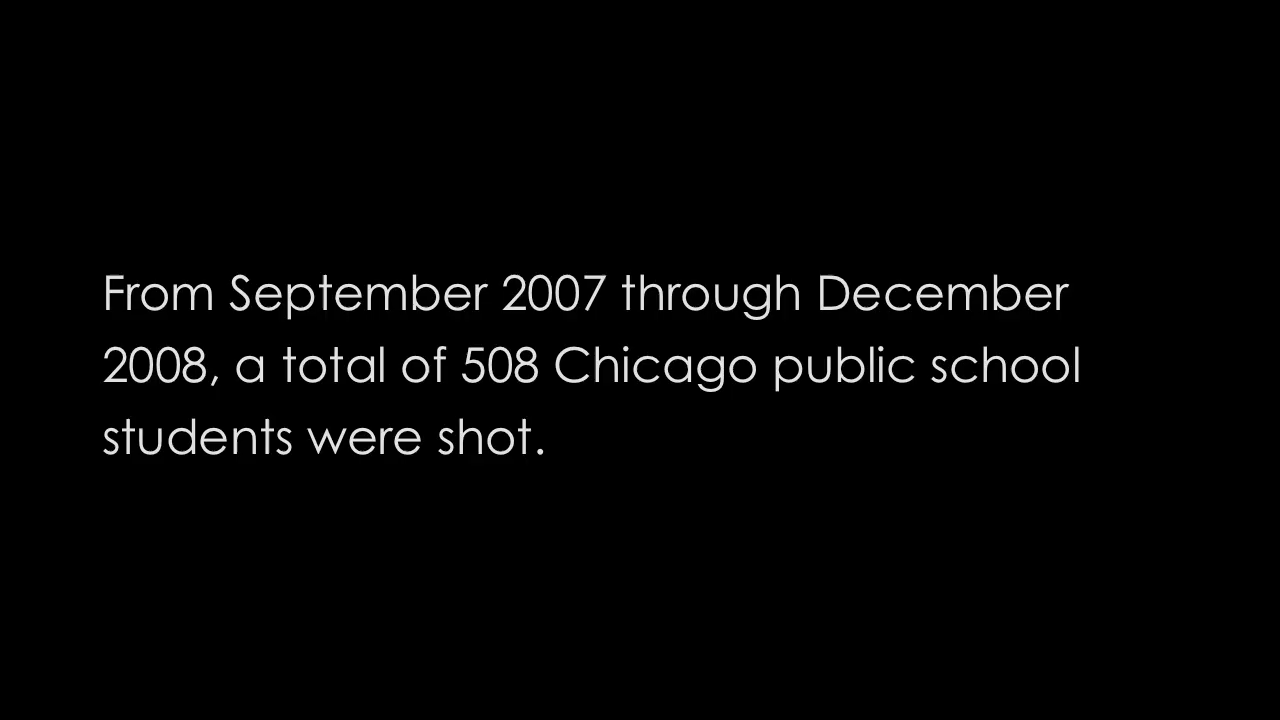 From September 2007 through December
2008, a total of 508 Chicago public school
students were shot.